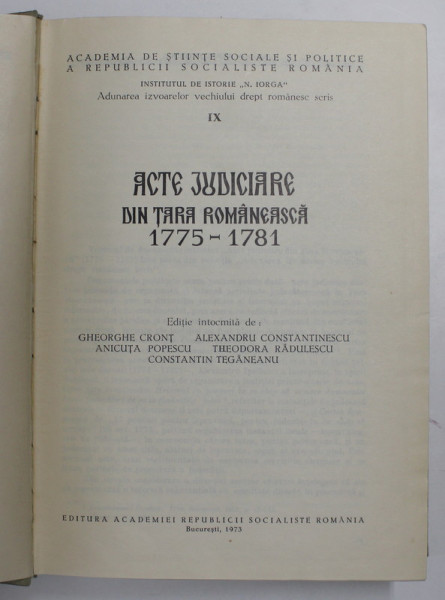 ACADEMIA DE ȘTIINȚE SOCIALE ȘI POLITICE
A REPUBLICII SOCIALISTE ROMÂNIA
INSTITUTUL DE ISTORIE „N. IORGA"
Adunarea izvoarelor vechiului drept românesc scris
IX
ACTE JUDICIARE
DIN ȚARA ROMÂNEASCĂ
1775-1781
Ediție întocmită de:
GHEORGHE CRONȚ ALEXANDRU CONSTANTINESCU
ANICUȚA POPESCU THEODORA RĂDULESCU
CONSTANTIN TEGĂNEANU
EDITURA ACADEMIEI REPUBLICII SOCIALISTE ROMÂNIA
București, 1973